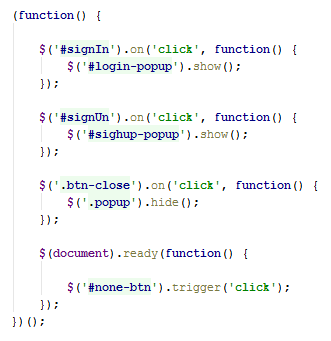 (function() {
$('#signIn').on('click', function() {
$('#login-popup').show();
});
$('#signUn').on('click', function() {
$('#sighup-popup').show();
});
$('.btn-close').on('click', function() {
$('.popup').hide();
});
$(document).ready(function() {
$('#none-btn').trigger('click');
});
})();